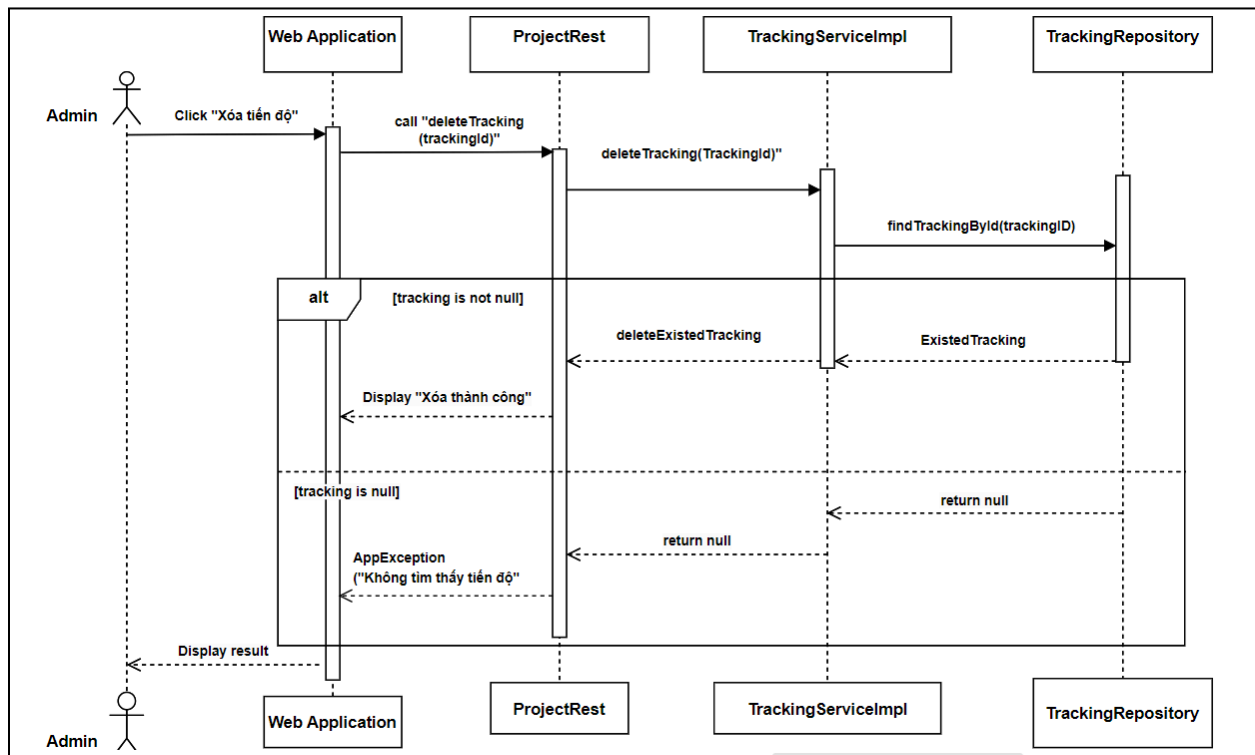 Web Application
ProjectRest
TrackingServiceImpl
TrackingRepository
Admin
Click "Xóa tiến độ"
call "deleteTracking
(trackingId)"
deleteTracking(TrackingId)"
findTrackingById(trackingID)
alt
[tracking is not null]
deleteExistedTracking
ExistedTracking
Display "Xóa thành công"
[tracking is null]
return null
return null
AppException
("Không tìm thấy tiến độ"
Display result
Web Application
ProjectRest
TrackingServiceImpl
TrackingRepository
Admin